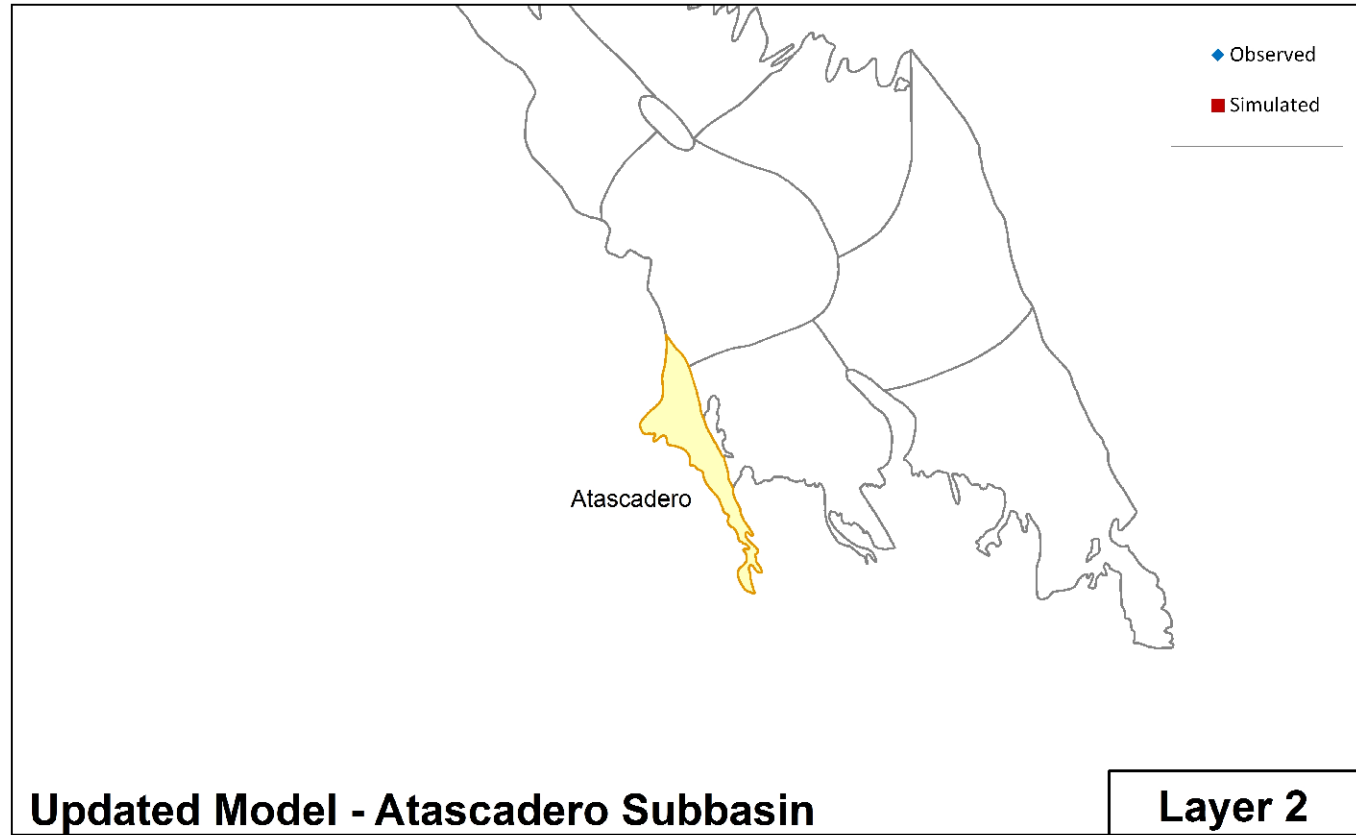 Observed
Simulated
Atascadero
Updated Model - Atascadero Subbasin
Layer 2